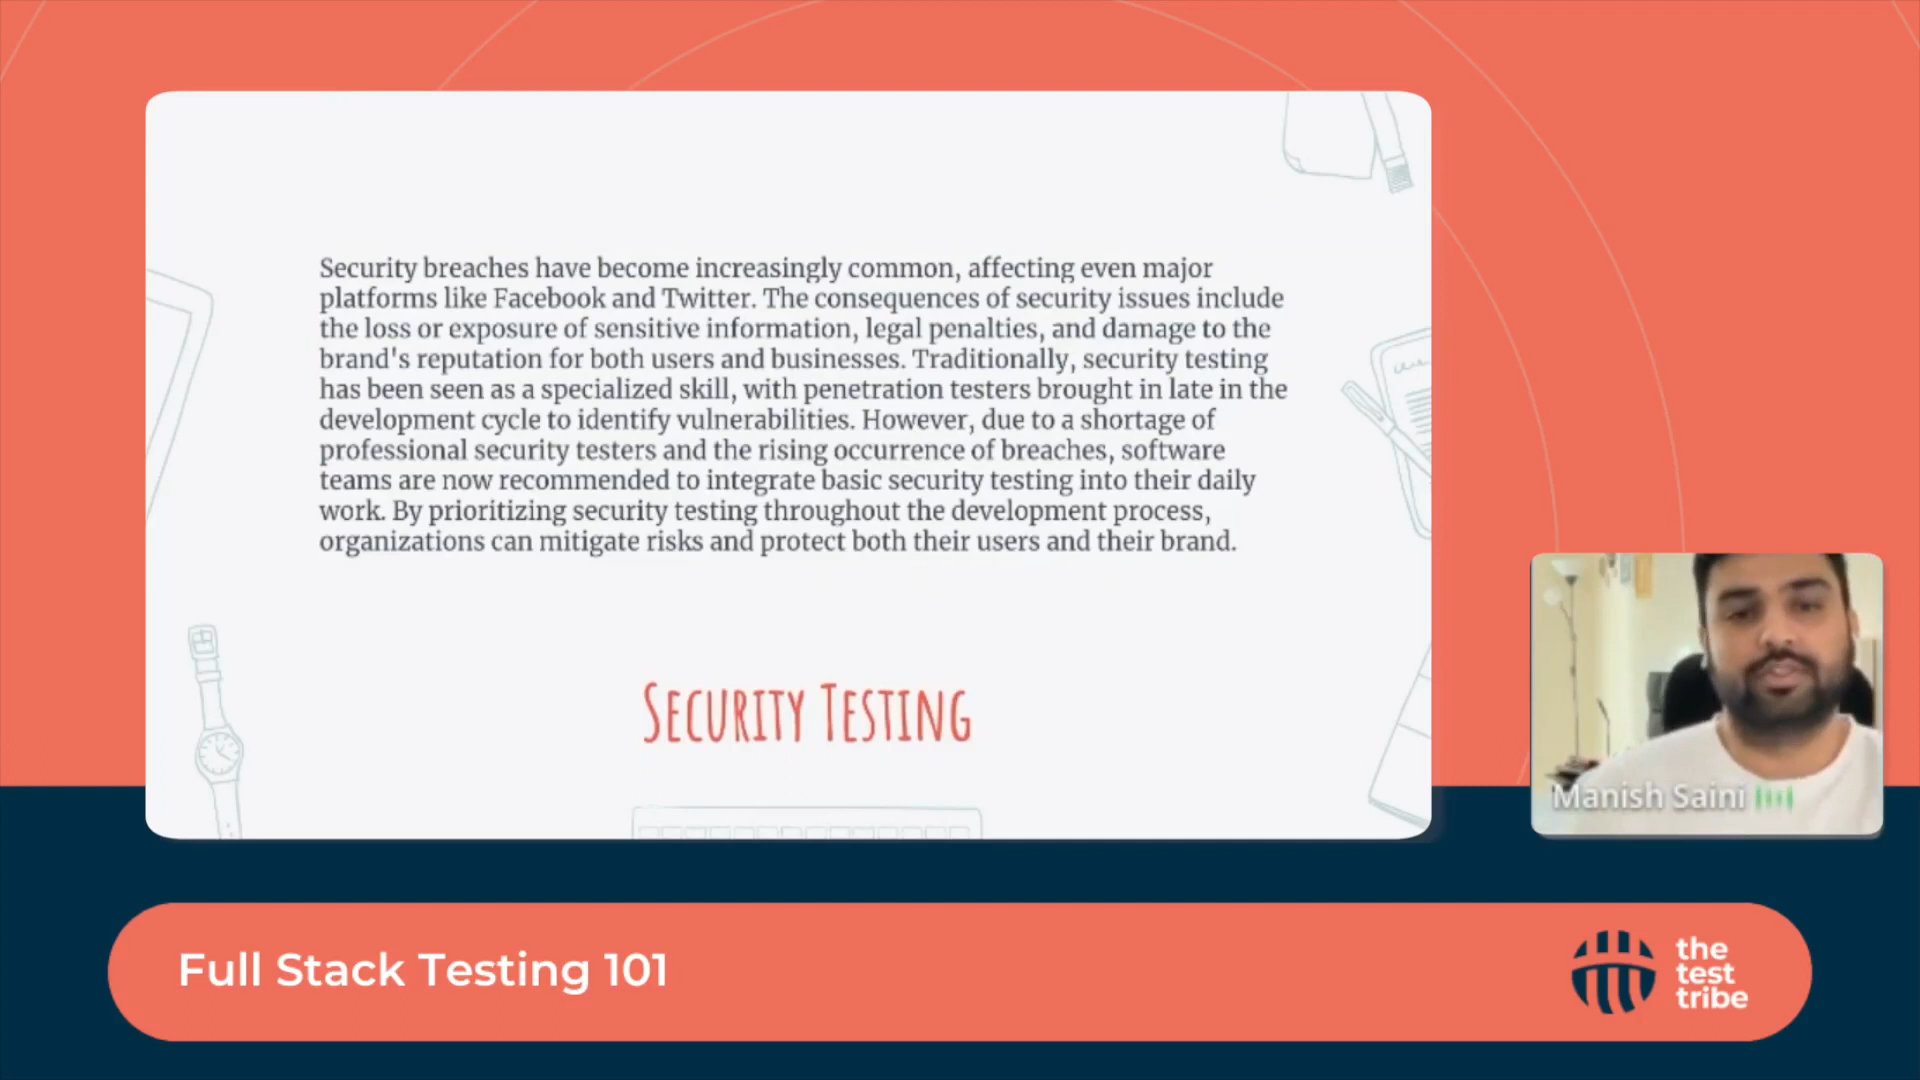 Security breaches have become increasingly common, affecting even major
platforms like Facebook and Twitter. The consequences of security issues include
the loss or exposure of sensitive information, legal penalties, and damage to the
brand's reputation for both users and businesses. Traditionally, security testing
has been seen as a specialized skill, with penetration testers brought in late in the
development cycle to identify vulnerabilities. However, due to a shortage of
professional security testers and the rising occurrence of breaches, software
teams are now recommended to integrate basic security testing into their daily
work. By prioritizing security testing throughout the development process,
organizations can mitigate risks and protect both their users and their brand.
Security Testing
Manish Saini
Full Stack Testing 101
the
test
tribe